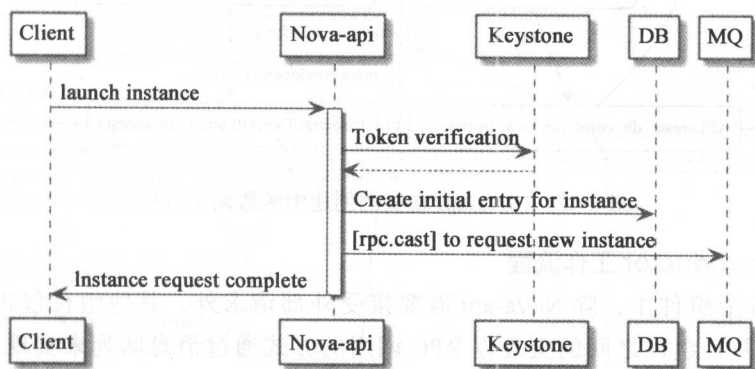 Client Nova-api Keystone DB MQ
launch instance
Token verification
Create initial entry for instance
[rpc.cast] to request new instance
Instance request complete
Client Nova-api Keystone DB MQ